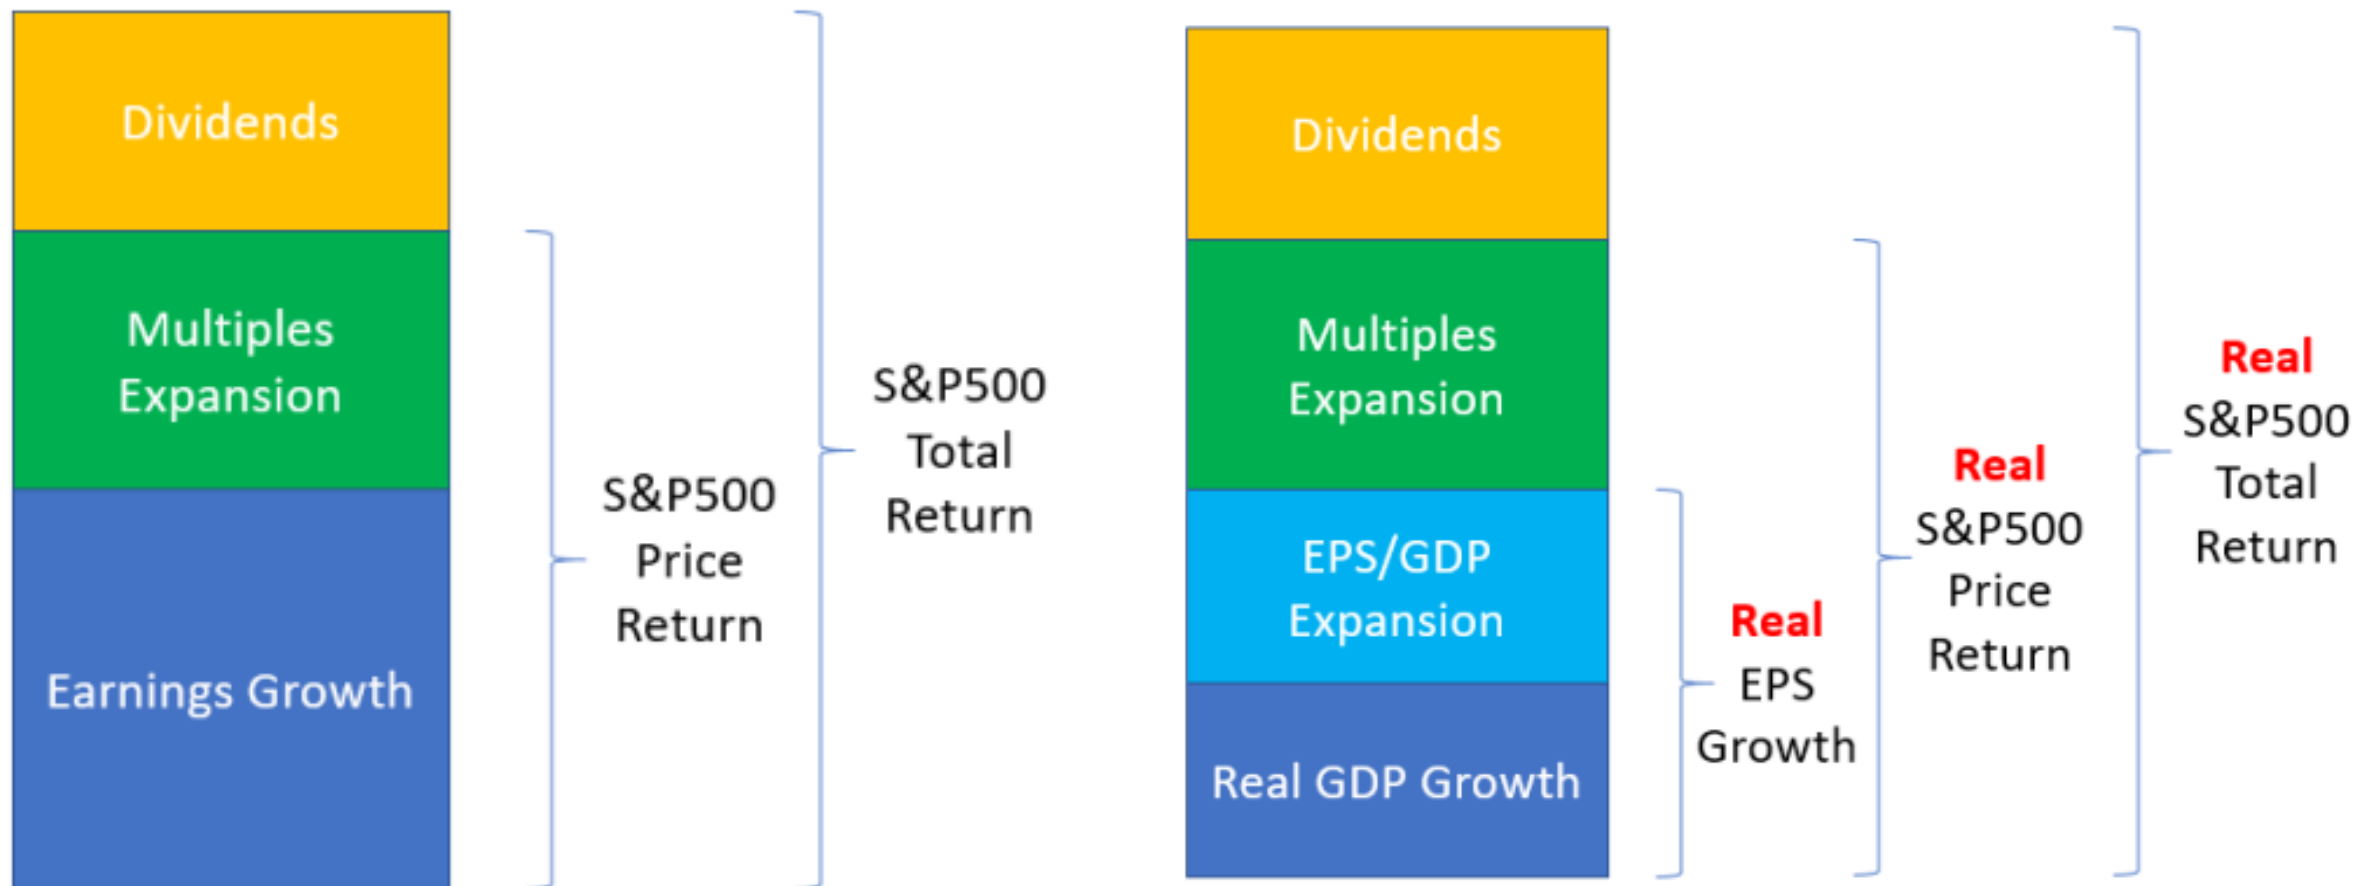 Dividends
Multiples
Expansion
Earnings Growth
S&P500
Price
Return
S&P500
Total
Return
Dividends
Multiples
Expansion
EPS/GDP
Expansion
Real GDP Growth
Real
EPS
Growth
Real
S&P500
Price
Return
Real
S&P500
Total
Return